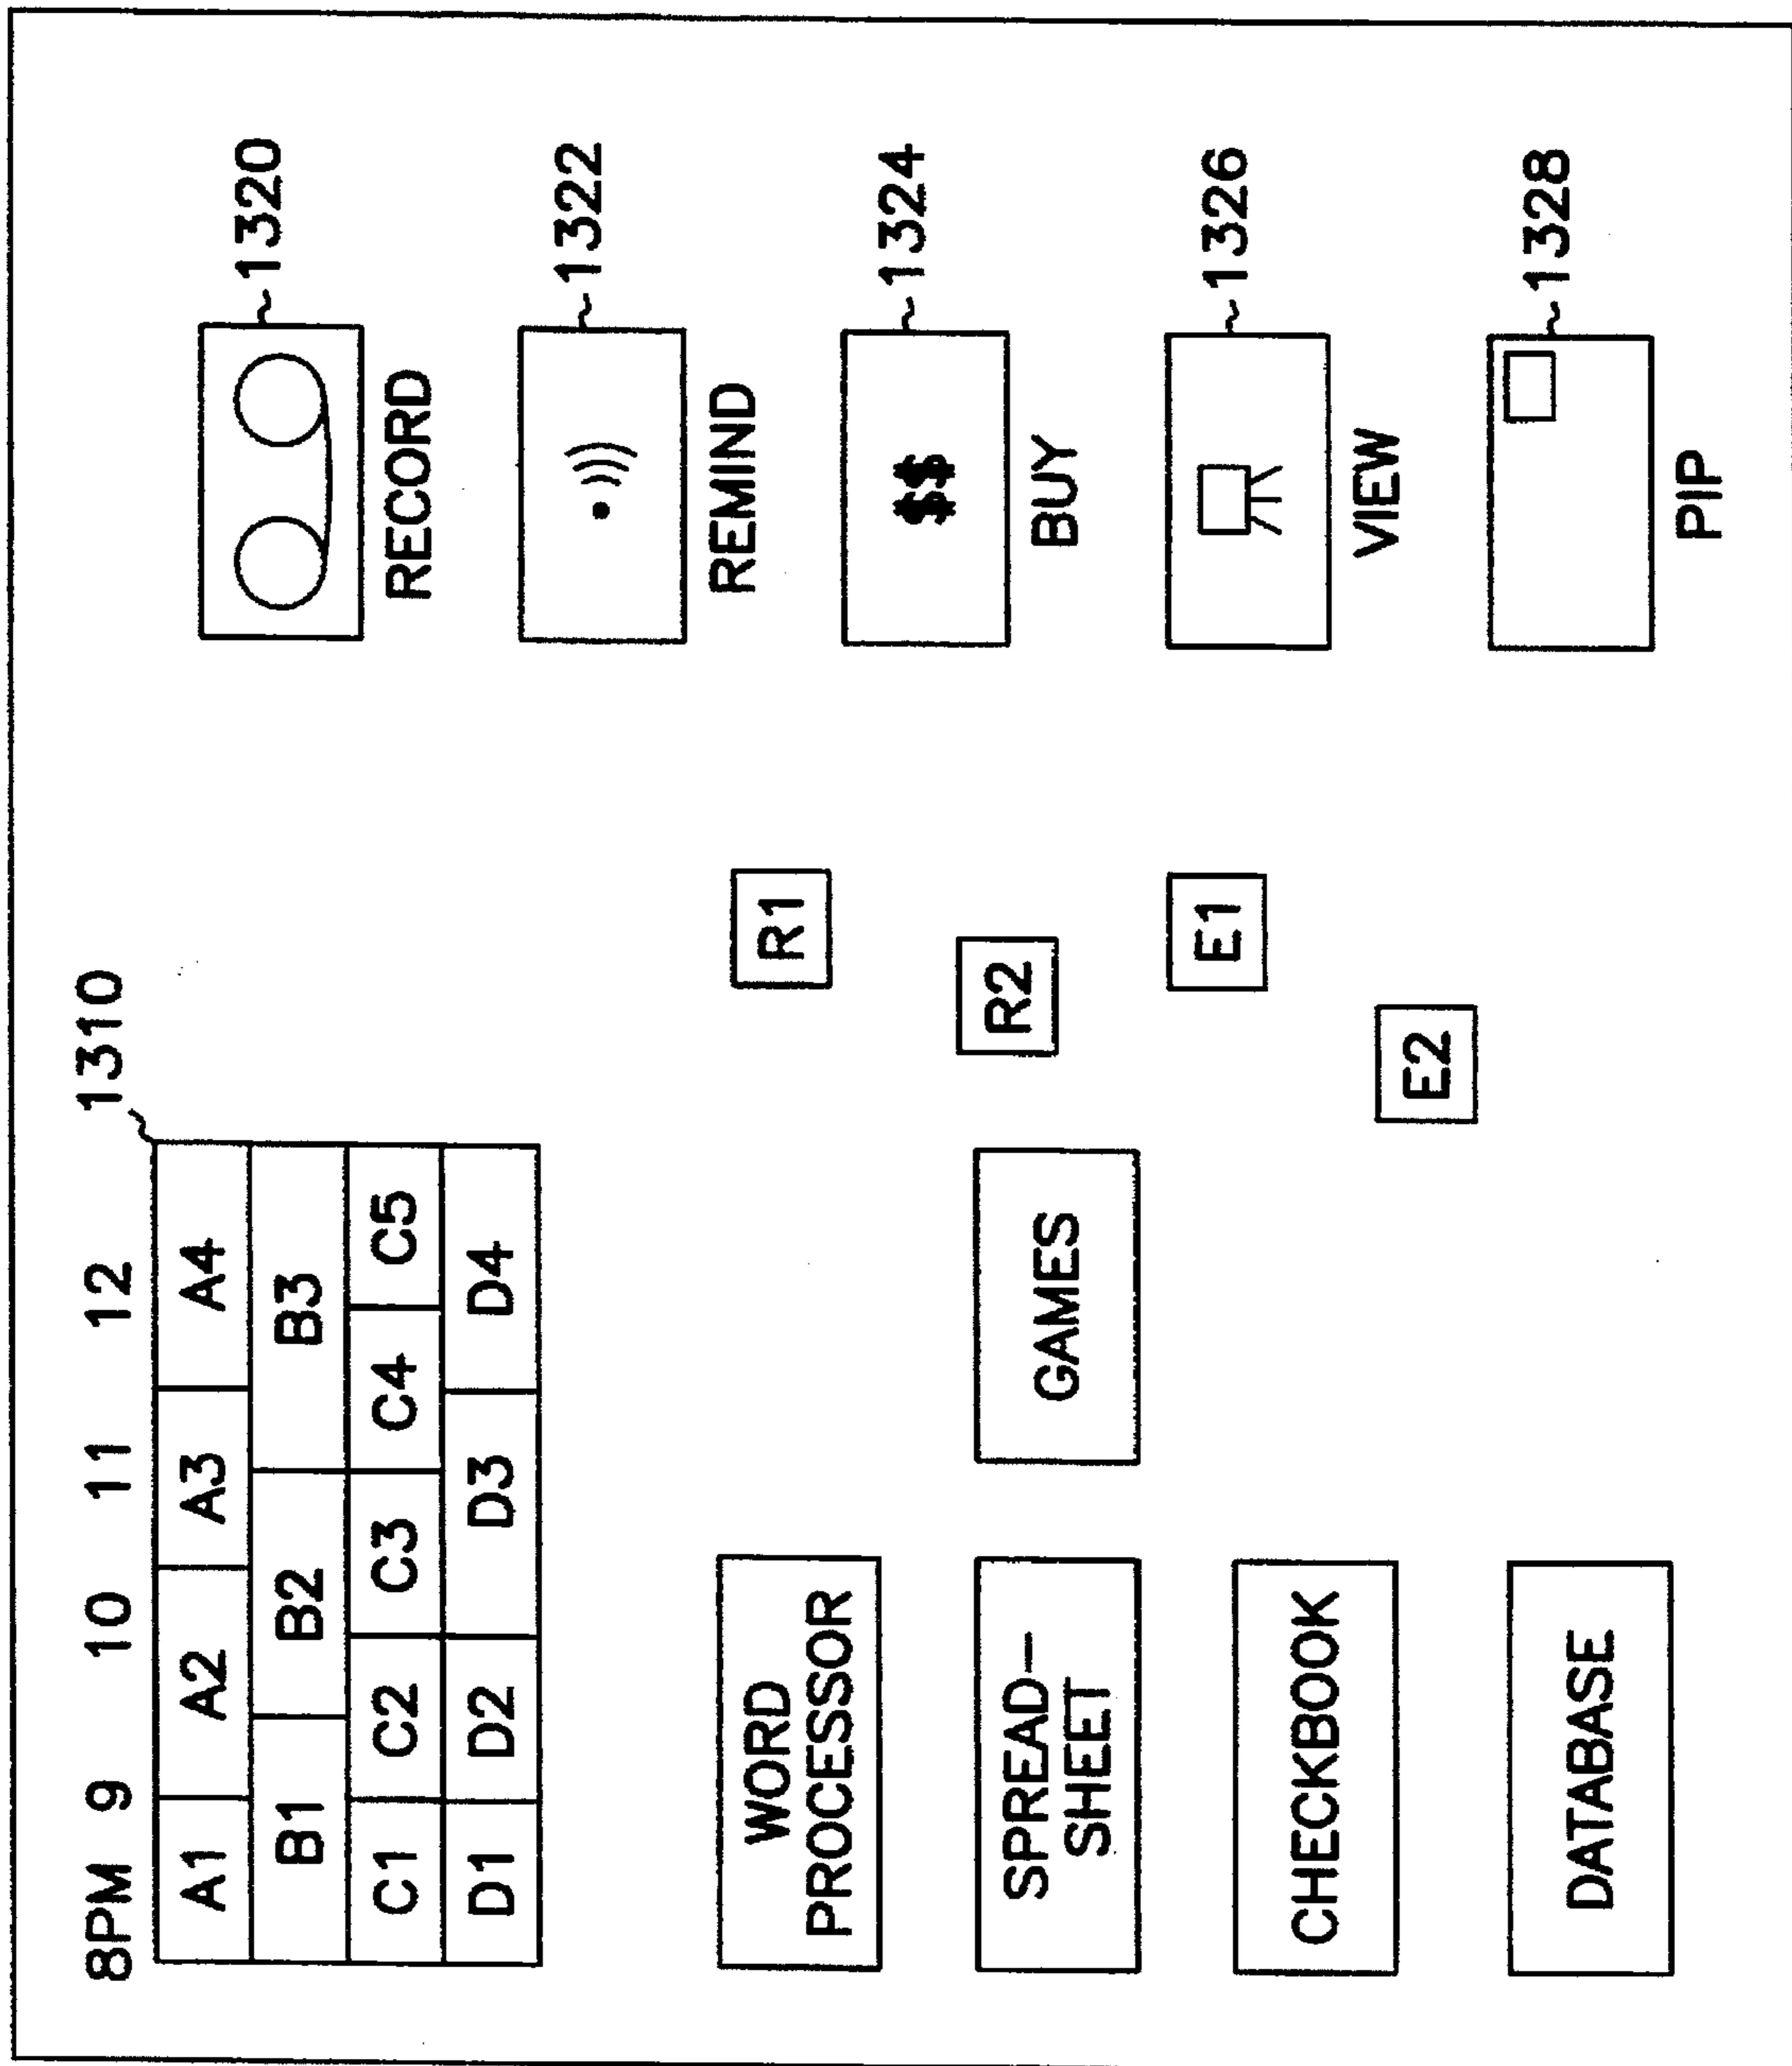 1310
8PM 9 10 11 12
A1 A2 A3 A4
B1 B2 B3
C1 C2 C3 C4 C5
D1 D2 D3 D4
WORD
PROCESSOR
SPREAD-
SHEET
CHECKBOOK
DATABASE
GAMES
R1
R2
E1
E2
1320
RECORD
1322
REMIND
1324
$$
BUY
1326
VIEW
1328
PIP